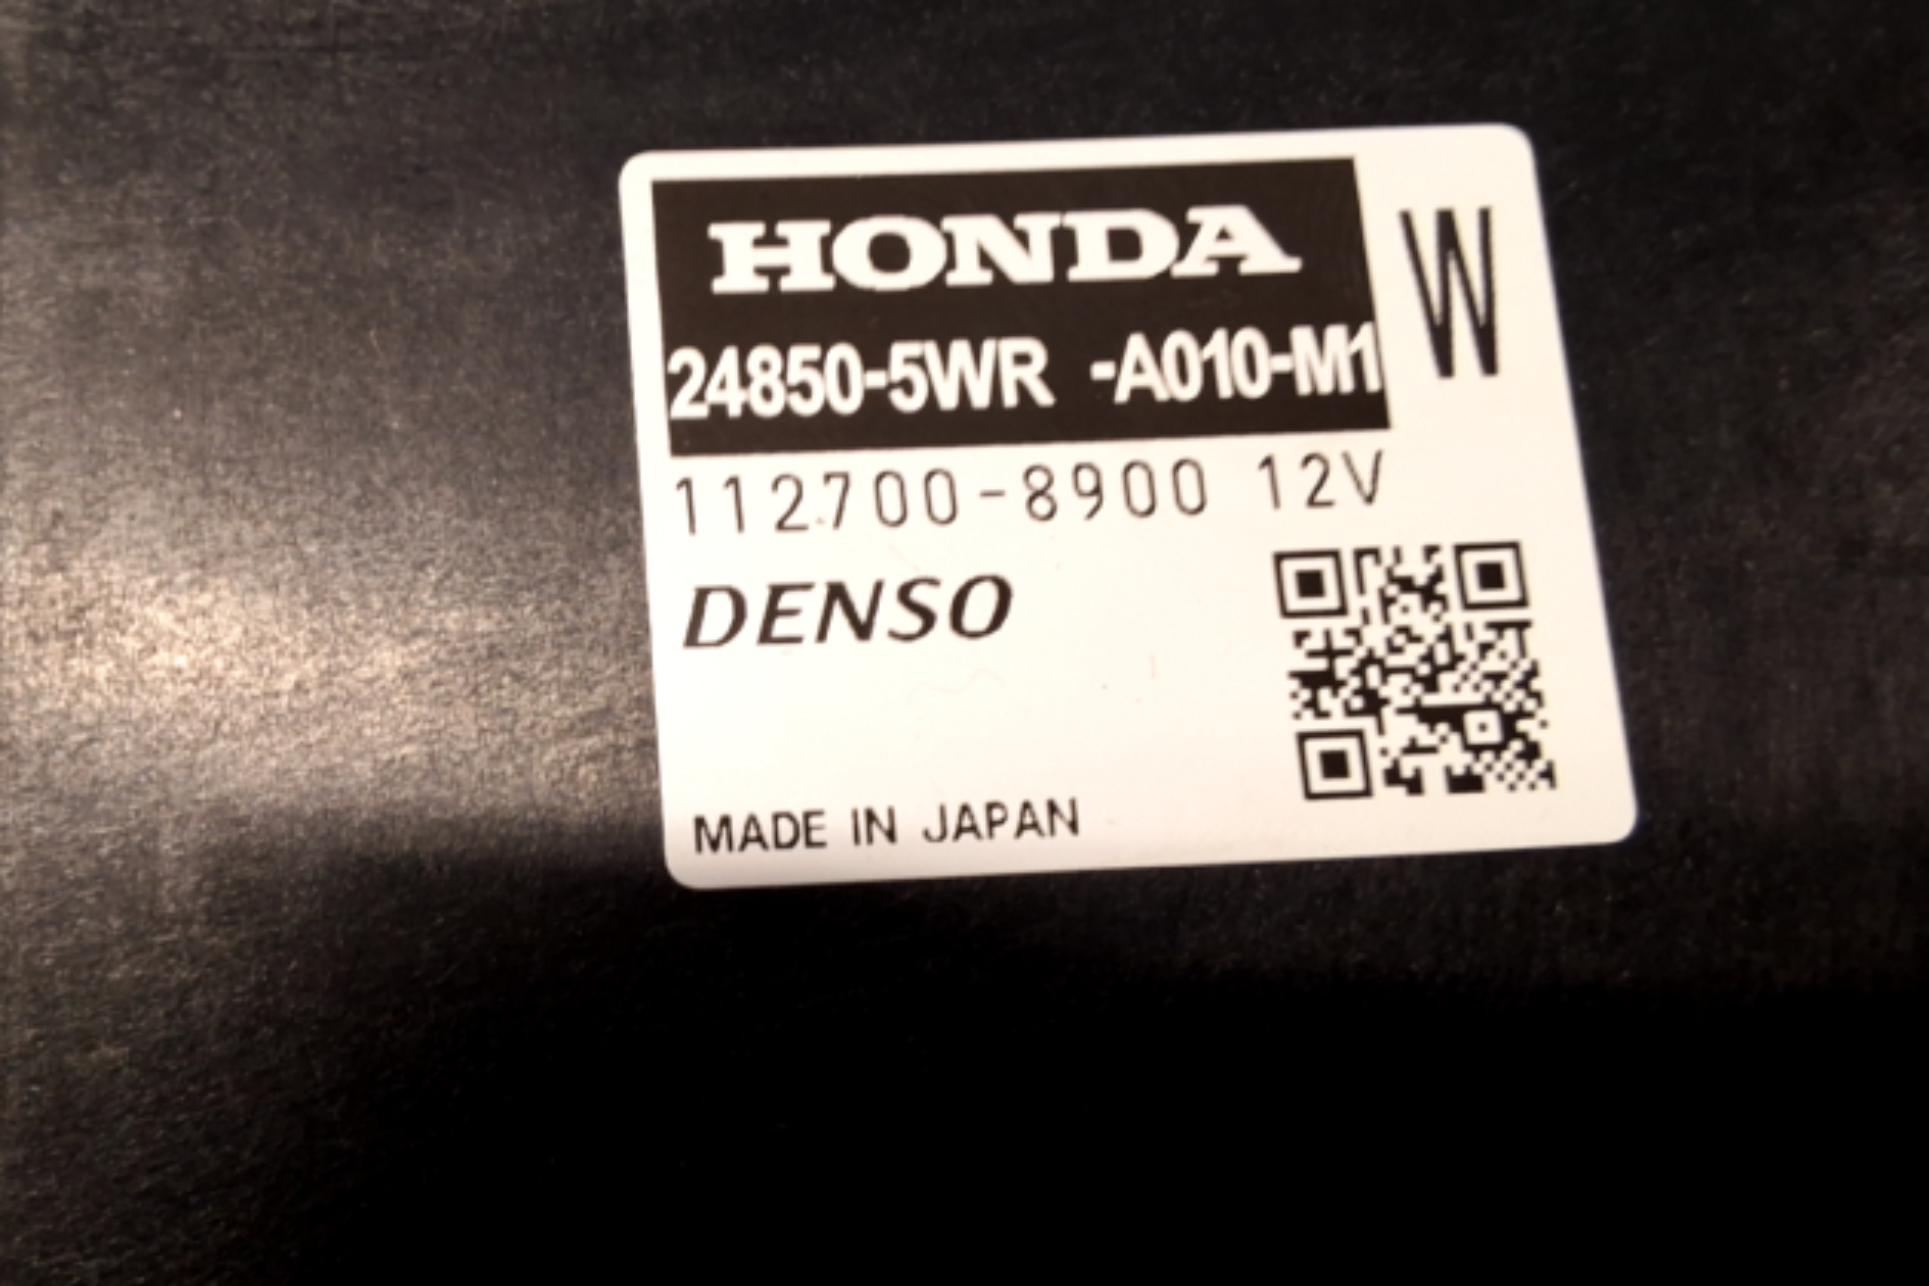 HONDA
W
24850-5WR -A010-M1
112700-8900 12V
DENSO
MADE IN JAPAN